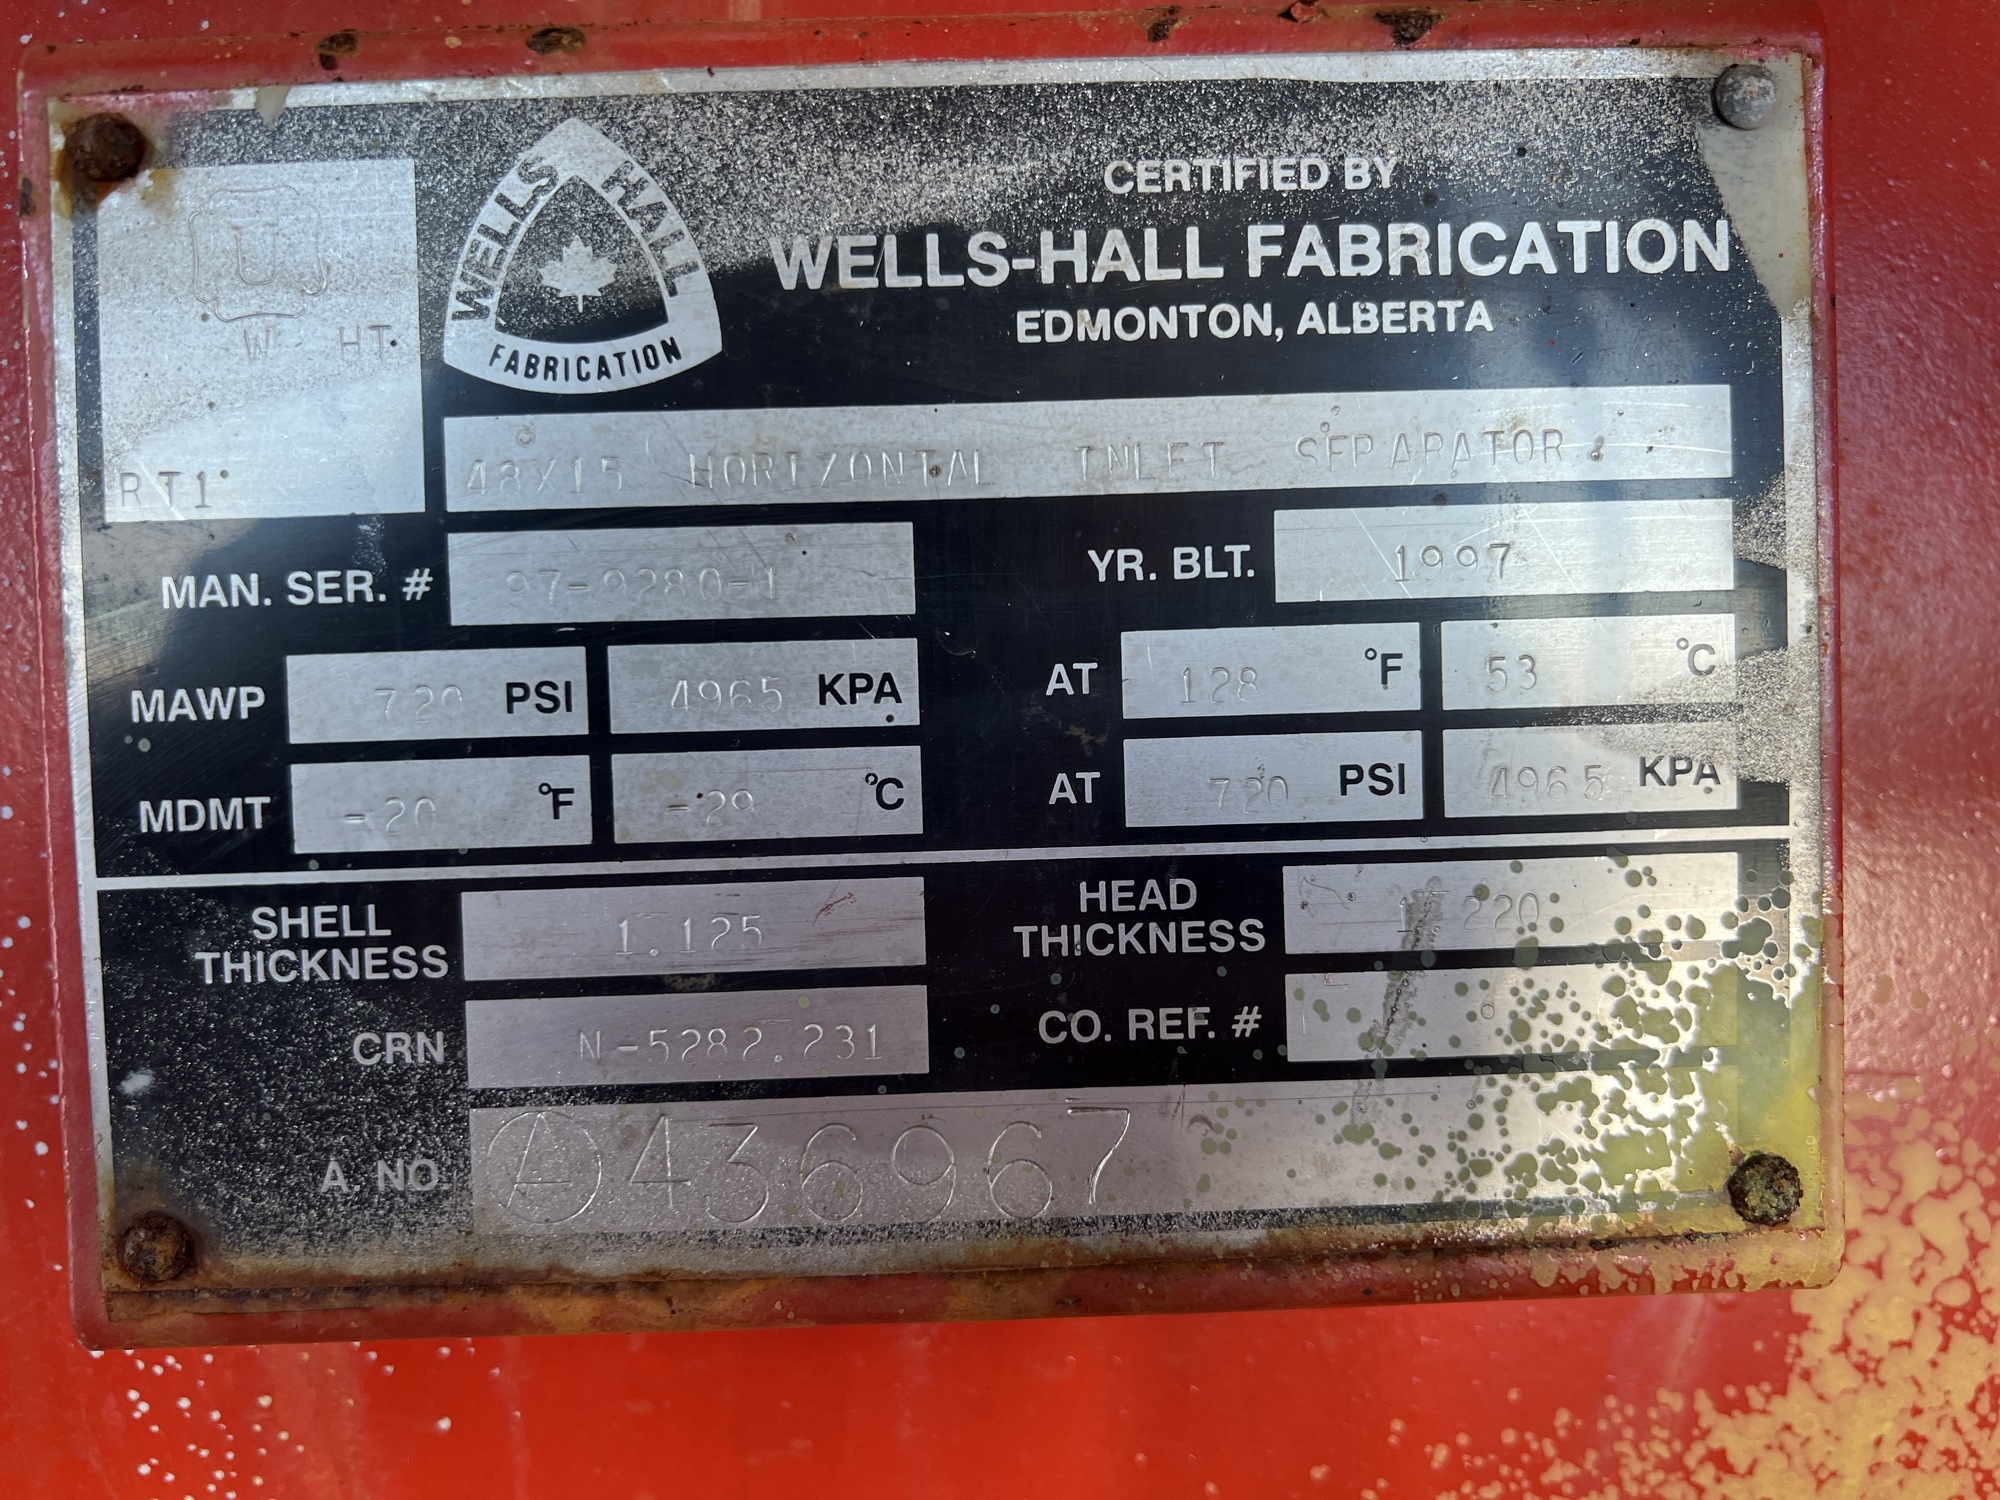 U
W HT
RT1
WELLS HALL
FABRICATION
CERTIFIED BY
WELLS-HALL FABRICATION
EDMONTON, ALBERTA
48X15 HORIZONTAL INLET SEPARATOR
MAN. SER. # 97-9280-1 YR. BLT. 1997
MAWP 720 PSI 4965 KPA AT 128 °F 53 °C
MDMT -20 °F -29 °C AT 720 PSI 4965 KPA
SHELL THICKNESS 1.125 HEAD THICKNESS 1.220
CRN N-5282.231 CO. REF. #
A. NO. A 436967